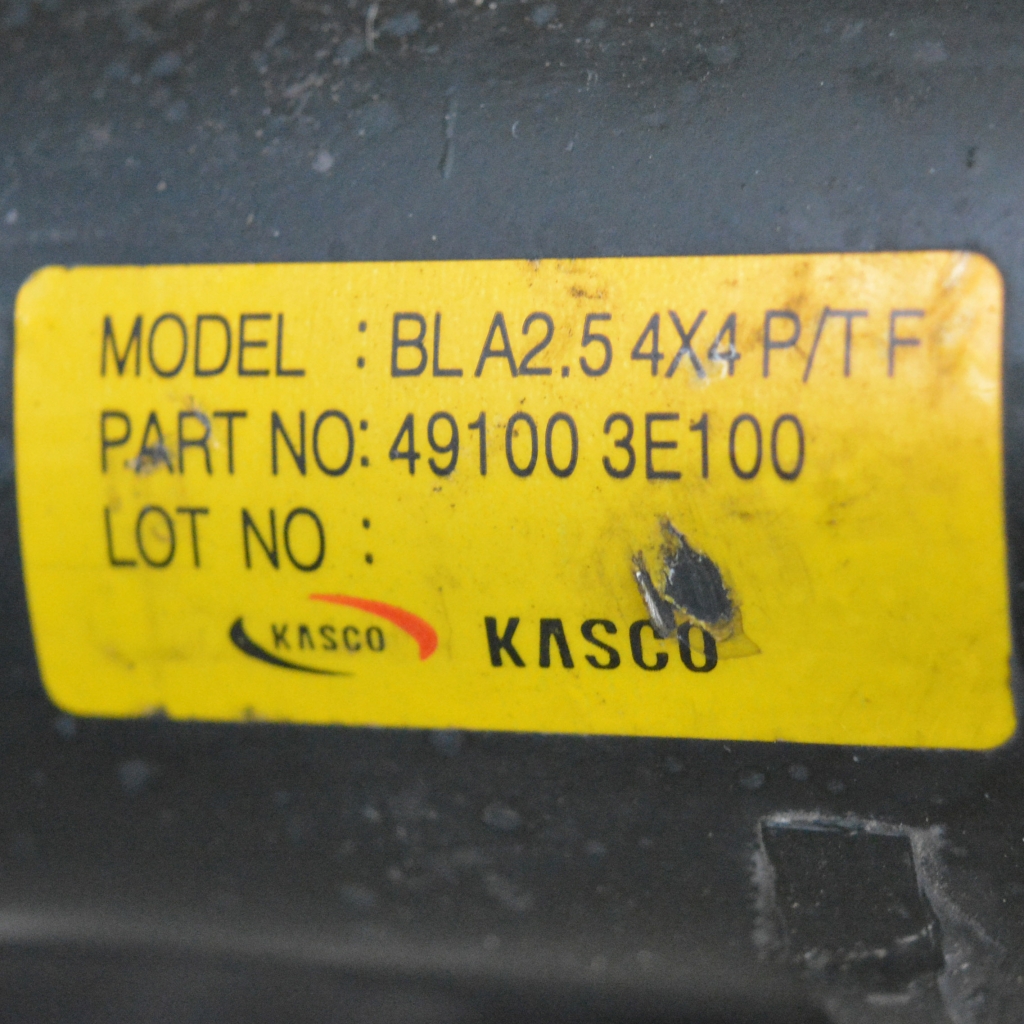 MODEL : BL A2.5 4X4 P/T F
PART NO: 49100 3E100
LOT NO :
KASCO KASCO